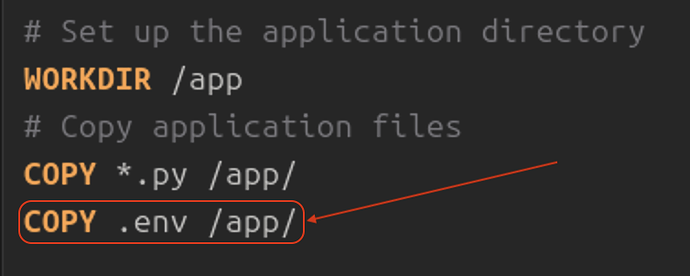 # Set up the application directory
WORKDIR /app
# Copy application files
COPY *.py /app/
COPY .env /app/